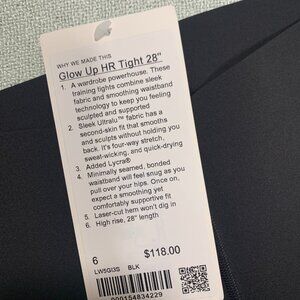 WHY WE MADE THIS
Glow Up HR Tight 28"
1. A wardrobe powerhouse. These
training tights combine sleek
fabric and smoothing waistband
technology to keep you feeling
sculpted and supported
2. Sleek Ultralu™ fabric has a
second-skin fit that smooths
and sculpts without holding you
back. It's four-way stretch,
sweat-wicking, and quick-drying
3. Added Lycra®
4. Minimally seamed, bonded
waistband will feel snug as you
pull over your hips. Once on,
expect a smoothing yet
comfortably supportive fit
5. Laser-cut hem won't dig in
6. High rise, 28" length
6 $118.00
LW5GI3S BLK